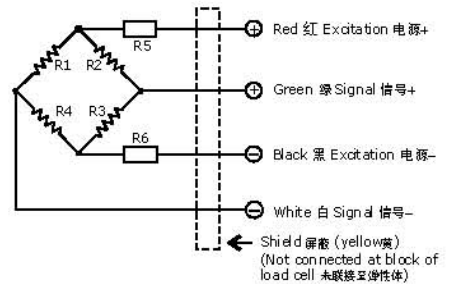 R5
Red 红 Excitation 电源+
R1
R2
Green 绿 Signal 信号+
R4
R3
R6
Black 黑 Excitation 电源−
White 白 Signal 信号−
Shield 屏蔽 (yellow黄)
(Not connected at block of
load cell 未联接至弹性体)